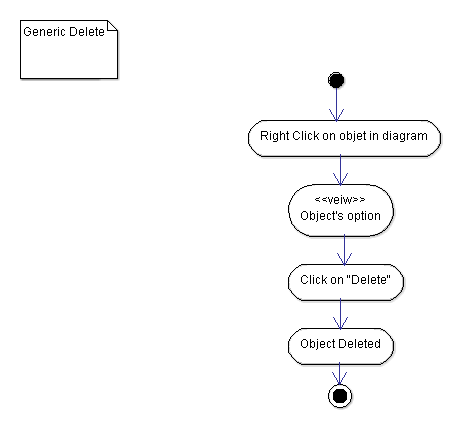 Generic Delete
Right Click on objet in diagram
<<veiw>>
Object's option
Click on "Delete"
Object Deleted